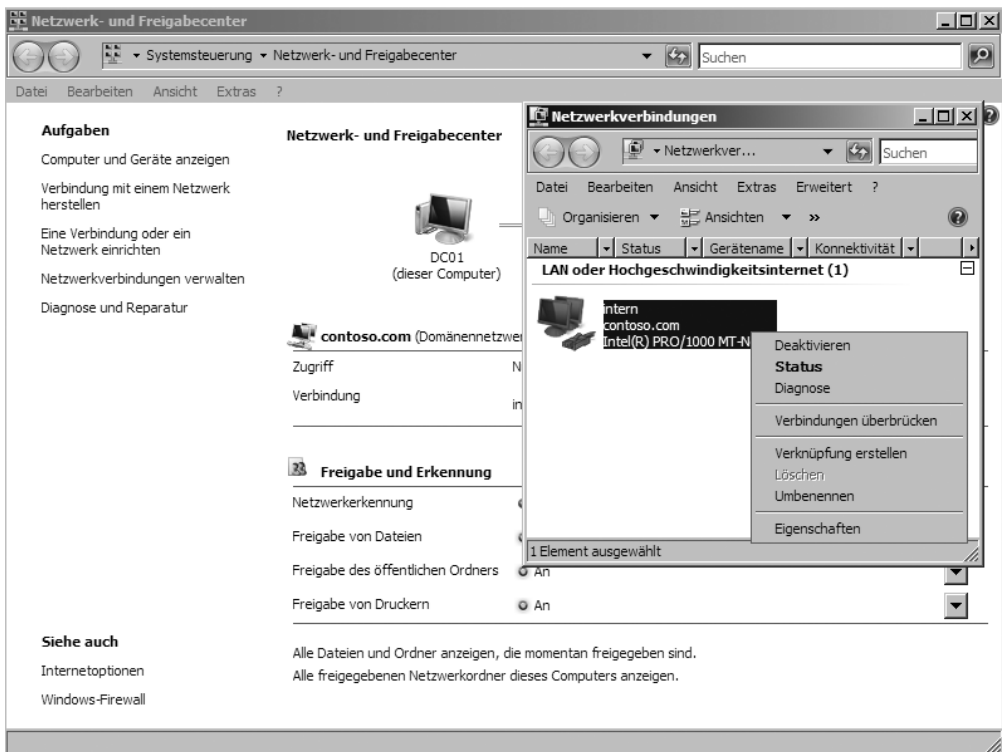 Netzwerk- und Freigabecenter
Systemsteuerung Netzwerk- und Freigabecenter
Suchen
Datei Bearbeiten Ansicht Extras ?
Aufgaben
Computer und Geräte anzeigen
Verbindung mit einem Netzwerk
herstellen
Eine Verbindung oder ein
Netzwerk einrichten
Netzwerkverbindungen verwalten
Diagnose und Reparatur
Siehe auch
Internetoptionen
Windows-Firewall
Netzwerk- und Freigabecenter
DC01
(dieser Computer)
contoso.com (Domänennetzwer
Zugriff N
Verbindung in
Freigabe und Erkennung
Netzwerkerkennung
Freigabe von Dateien
Freigabe des öffentlichen Ordners An
Freigabe von Druckern An
Alle Dateien und Ordner anzeigen, die momentan freigegeben sind.
Alle freigegebenen Netzwerkordner dieses Computers anzeigen.
Netzwerkverbindungen
Netzwerkver...
Suchen
Datei Bearbeiten Ansicht Extras Erweitert ?
Organisieren Ansichten »
Name Status Gerätename Konnektivität
LAN oder Hochgeschwindigkeitsinternet (1)
intern
contoso.com
Intel(R) PRO/1000 MT-N
Deaktivieren
Status
Diagnose
Verbindungen überbrücken
Verknüpfung erstellen
Löschen
Umbenennen
Eigenschaften
1 Element ausgewählt